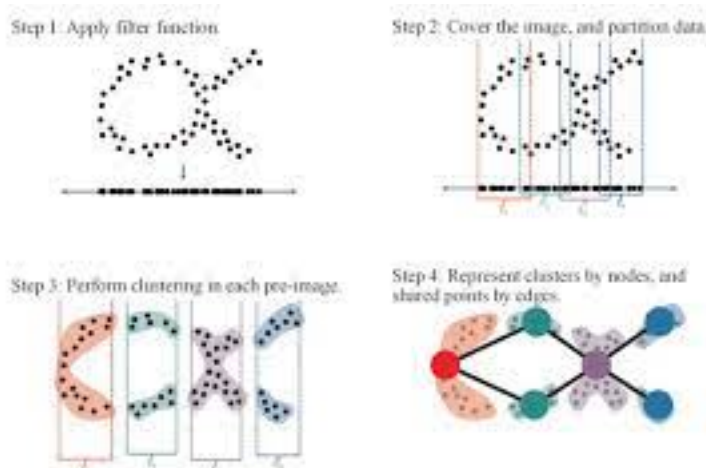 Step 1: Apply filter function
Step 2: Cover the image, and partition data
Step 3: Perform clustering in each pre-image.
Step 4: Represent clusters by nodes, and
shared points by edges.